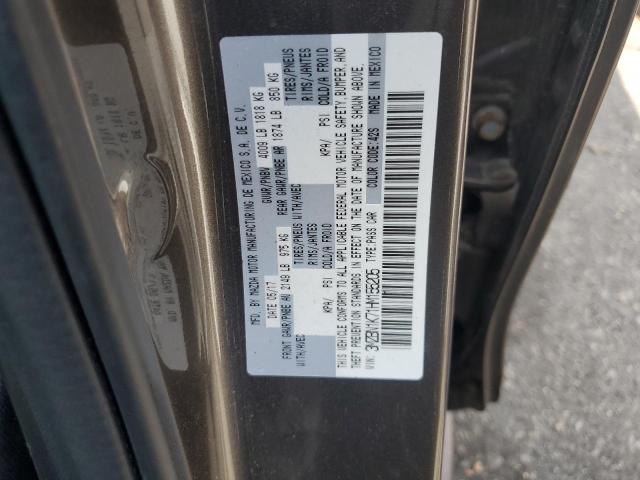 MFD. BY MAZDA MOTOR MANUFACTURING DE MEXICO S.A. DE C.V.
DATE 05/17 GVWR/PNBV 4009 LB 1818 KG
FRONT GAWR/PNBE AV 2149 LB 975 KG REAR GAWR/PNBE AR 1874 LB 850 KG
WITH/AVEC TIRES/PNEUS WITH/AVEC TIRES/PNEUS
RIMS/JANTES RIMS/JANTES
KPA/ PSI COLD/A FROID KPA/ PSI COLD/A FROID
THIS VEHICLE CONFORMS TO ALL APPLICABLE FEDERAL MOTOR VEHICLE SAFETY, BUMPER, AND
THEFT PREVENTION STANDARDS IN EFFECT ON THE DATE OF MANUFACTURE SHOWN ABOVE.
VIN: 3MZBN1K71HM155205 TYPE:PASS CAR COLOR CODE:42S MADE IN MEXICO